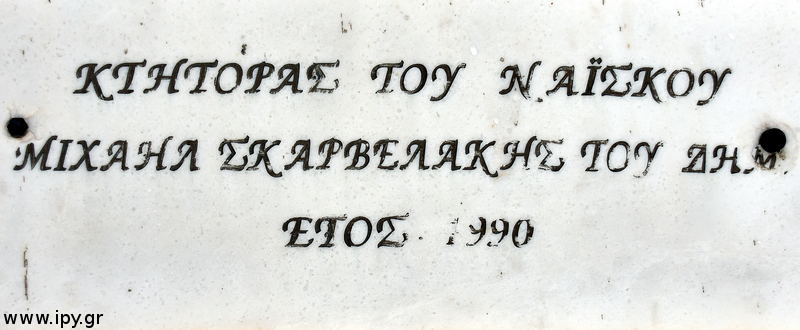 ΚΤΗΤΟΡΑΣ ΤΟΥ ΝΑΪΣΚΟΥ
ΜΙΧΑΗΛ ΣΚΑΡΒΕΛΑΚΗΣ ΤΟΥ ΔΗΜ.
ΕΤΟΣ 1990
www.ipy.gr